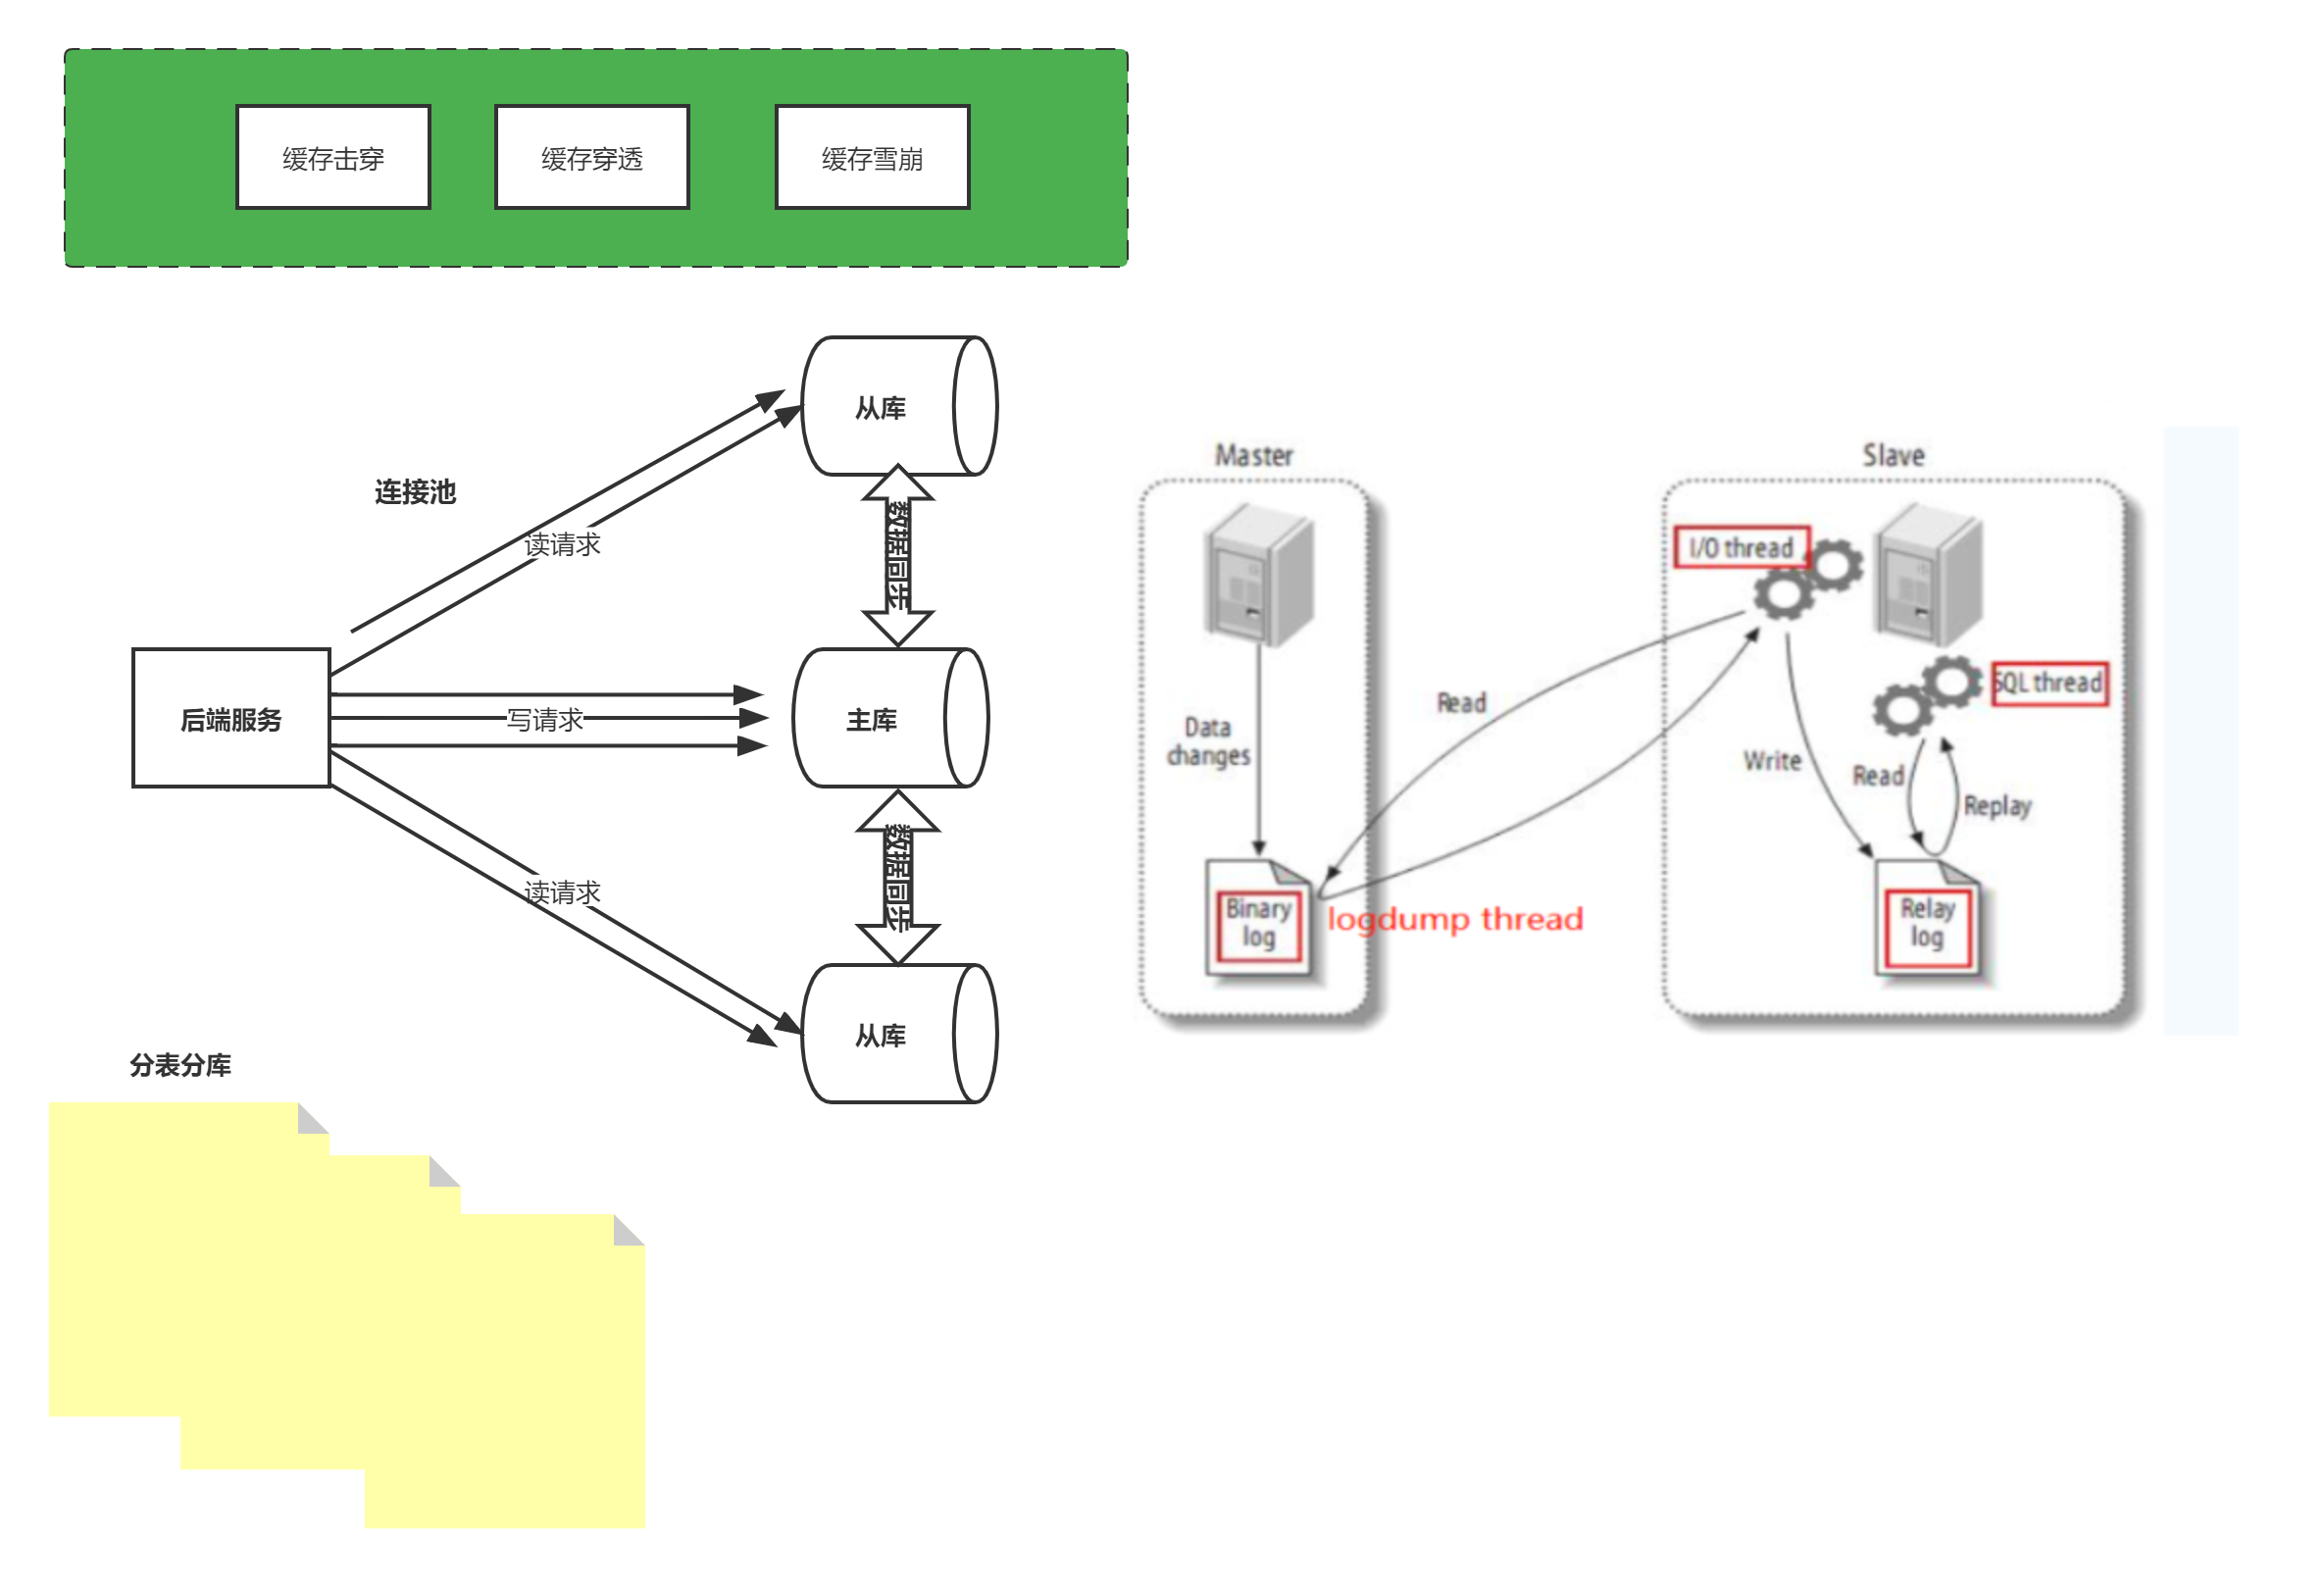 缓存击穿
缓存穿透
缓存雪崩
从库
连接池
读请求
数据同步
后端服务
写请求
主库
数据同步
读请求
从库
分表分库
Master
Slave
I/O thread
SQL thread
Read
Data
changes
Write
Read
Replay
Binary
log
logdump thread
Relay
log